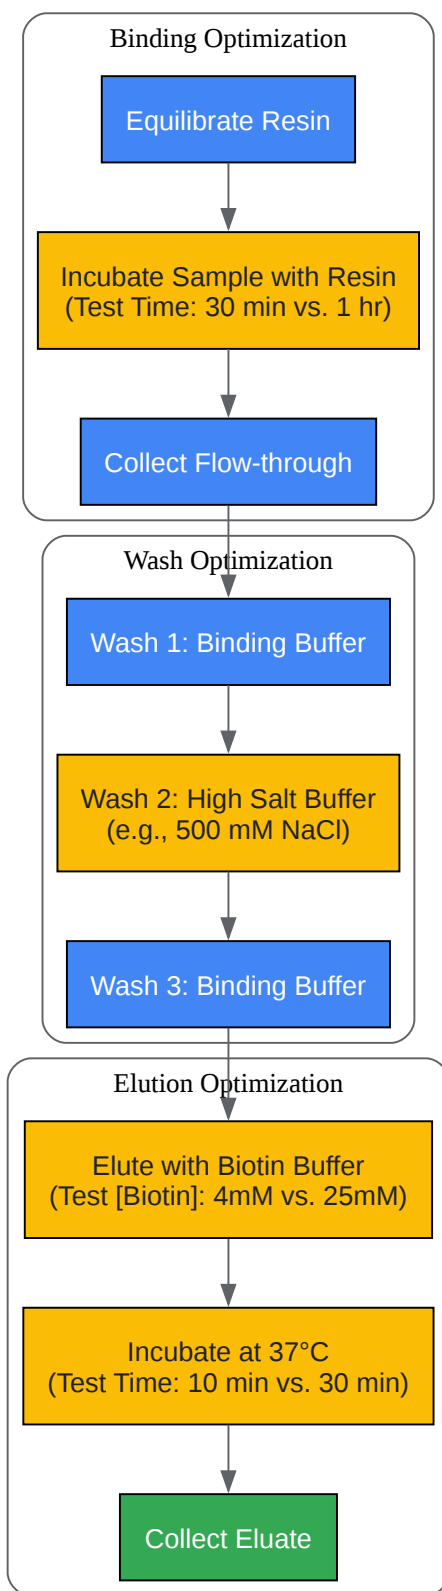 Binding Optimization
Equilibrate Resin
Incubate Sample with Resin
(Test Time: 30 min vs. 1 hr)
Collect Flow-through
Wash Optimization
Wash 1: Binding Buffer
Wash 2: High Salt Buffer
(e.g., 500 mM NaCl)
Wash 3: Binding Buffer
Elution Optimization
Elute with Biotin Buffer
(Test [Biotin]: 4mM vs. 25mM)
Incubate at 37°C
(Test Time: 10 min vs. 30 min)
Collect Eluate